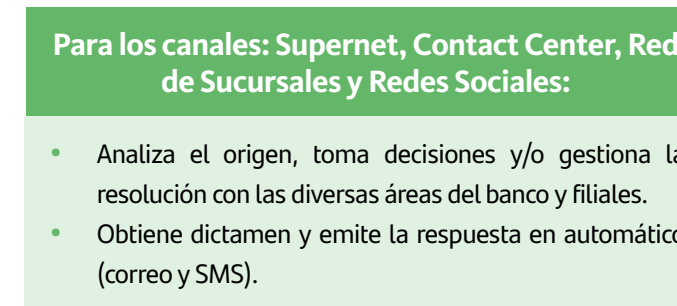 Para los canales: Supernet, Contact Center, Red
de Sucursales y Redes Sociales:
• Analiza el origen, toma decisiones y/o gestiona la
resolución con las diversas áreas del banco y filiales.
• Obtiene dictamen y emite la respuesta en automático
(correo y SMS).